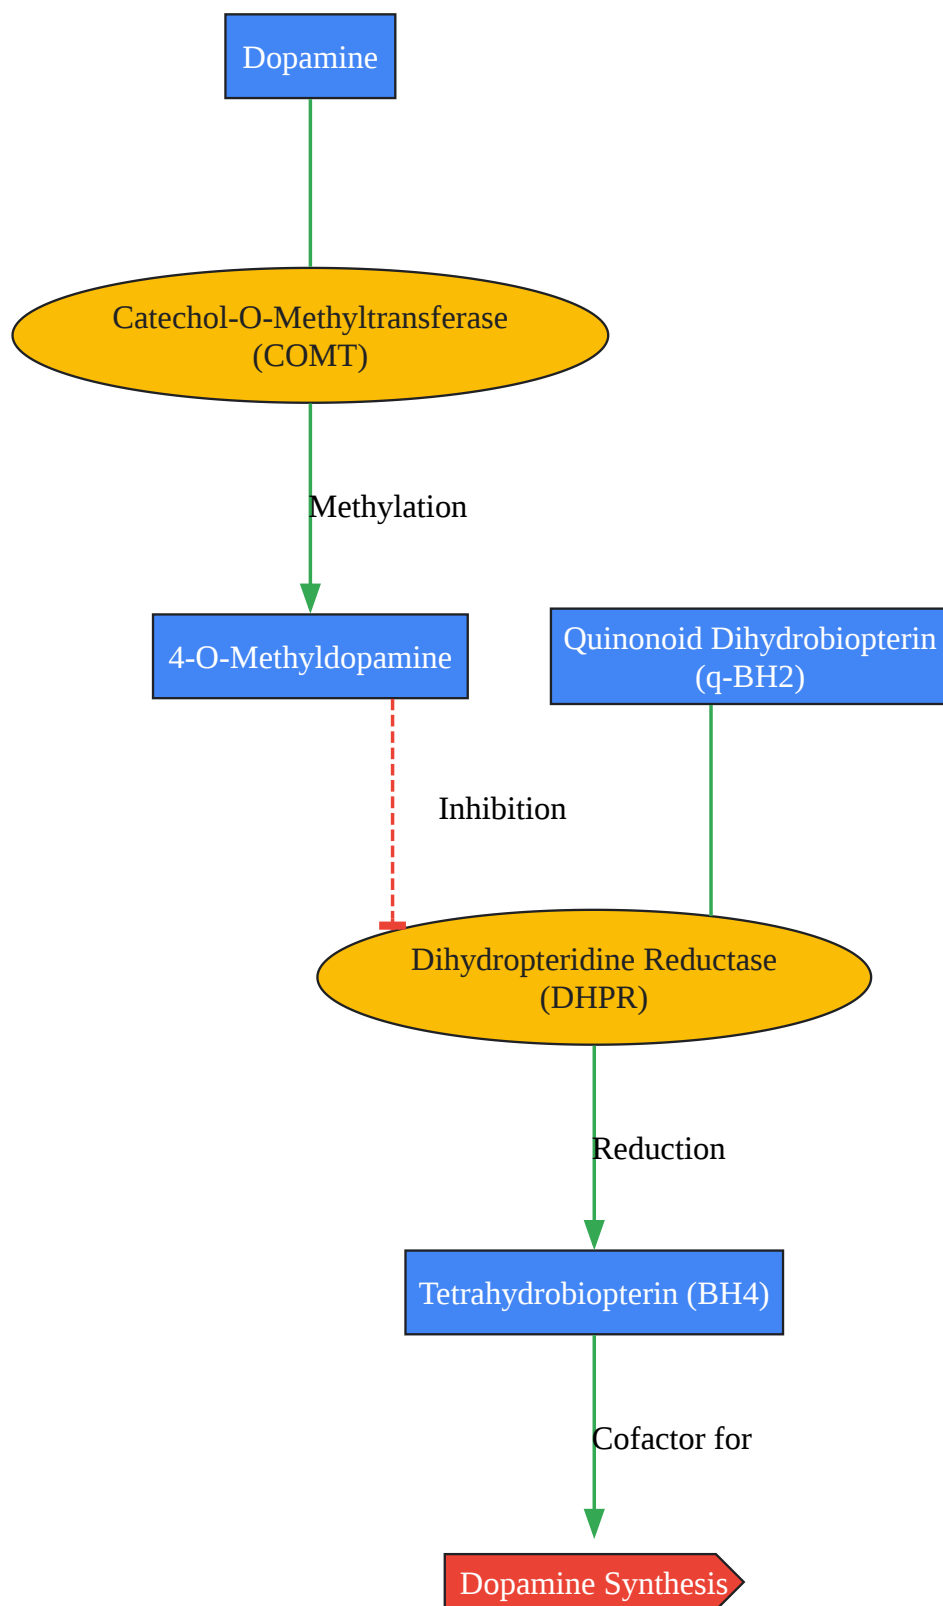 Dopamine
Catechol-O-Methyltransferase
(COMT)
Methylation
4-O-Methyldopamine
Quinonoid Dihydrobiopterin
(q-BH2)
Inhibition
Dihydropteridine Reductase
(DHPR)
Reduction
Tetrahydrobiopterin (BH4)
Cofactor for
Dopamine Synthesis